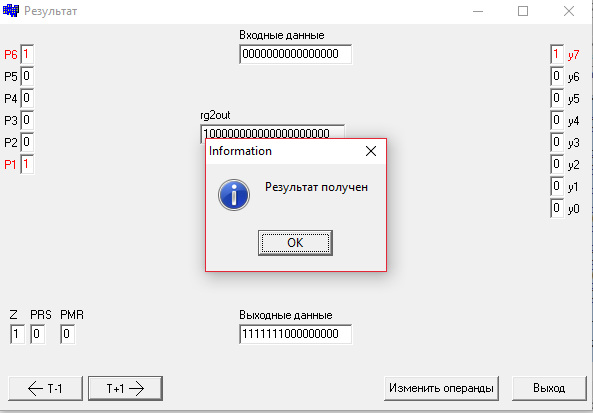 Результат
Входные данные
0000000000000000
P6 1
P5 0
P4 0
P3 0
P2 0
P1 1
1 y7
0 y6
0 y5
0 y4
0 y3
0 y2
0 y1
0 y0
rg2out
Information
Результат получен
OK
Z PRS PMR
1 0 0
Выходные данные
1111111000000000
T-1
T+1
Изменить операнды
Выход